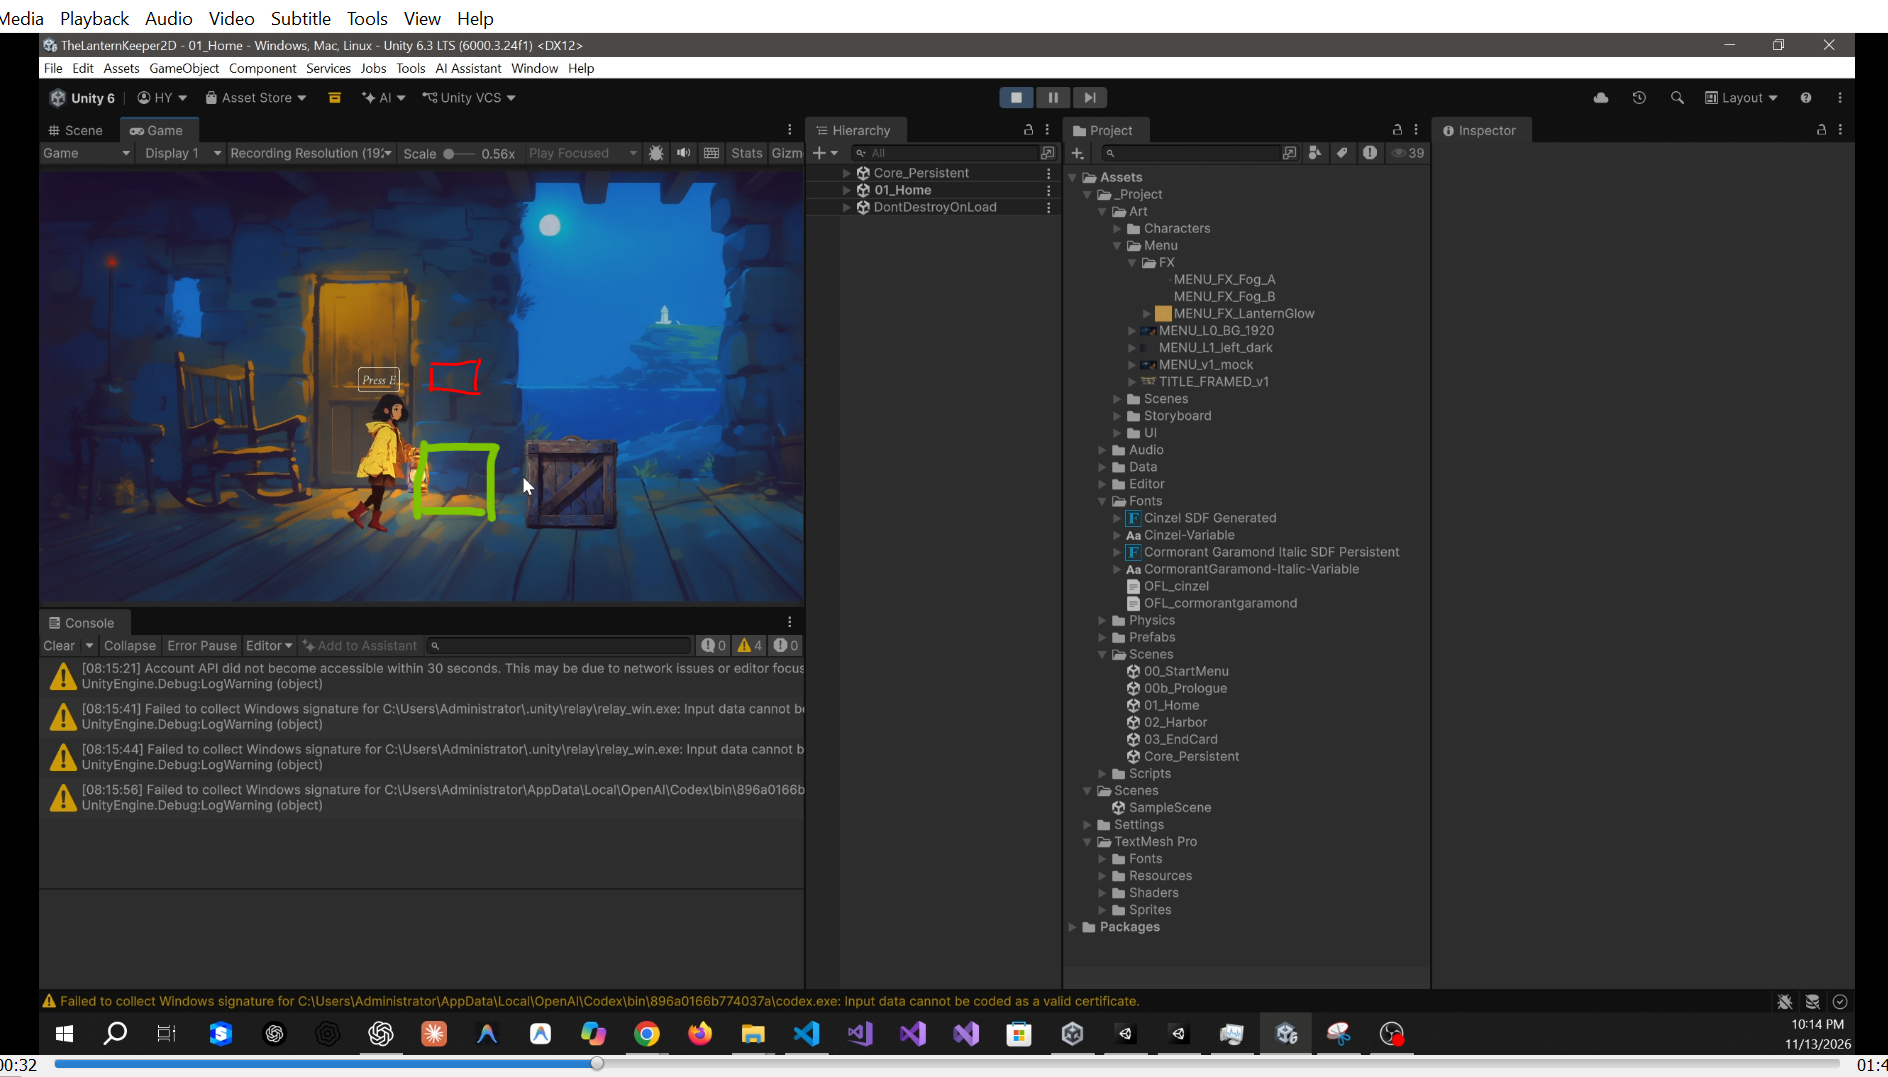 Media Playback Audio Video Subtitle Tools View Help
TheLanternKeeper2D - 01_Home - Windows, Mac, Linux - Unity 6.3 LTS (6000.3.24f1) <DX12>
File Edit Assets GameObject Component Services Jobs Tools AI Assistant Window Help
Unity 6 HY Asset Store AI Unity VCS Layout
Scene Game
Game Display 1 Recording Resolution (192 Scale 0.56x Play Focused Stats Gizm
Press E
Hierarchy
All
Core_Persistent
01_Home
DontDestroyOnLoad
Project
39
Assets
_Project
Art
Characters
Menu
FX
MENU_FX_Fog_A
MENU_FX_Fog_B
MENU_FX_LanternGlow
MENU_L0_BG_1920
MENU_L1_left_dark
MENU_v1_mock
TITLE_FRAMED_v1
Scenes
Storyboard
UI
Audio
Data
Editor
Fonts
Cinzel SDF Generated
Cinzel-Variable
Cormorant Garamond Italic SDF Persistent
CormorantGaramond-Italic-Variable
OFL_cinzel
OFL_cormorantgaramond
Physics
Prefabs
Scenes
00_StartMenu
00b_Prologue
01_Home
02_Harbor
03_EndCard
Core_Persistent
Scripts
Scenes
SampleScene
Settings
TextMesh Pro
Fonts
Resources
Shaders
Sprites
Packages
Inspector
Console
Clear Collapse Error Pause Editor Add to Assistant 0 4 0
[08:15:21] Account API did not become accessible within 30 seconds. This may be due to network issues or editor focus
UnityEngine.Debug:LogWarning (object)
[08:15:41] Failed to collect Windows signature for C:\Users\Administrator\.unity\relay\relay_win.exe: Input data cannot be
UnityEngine.Debug:LogWarning (object)
[08:15:44] Failed to collect Windows signature for C:\Users\Administrator\.unity\relay\relay_win.exe: Input data cannot b
UnityEngine.Debug:LogWarning (object)
[08:15:56] Failed to collect Windows signature for C:\Users\Administrator\AppData\Local\OpenAI\Codex\bin\896a0166b
UnityEngine.Debug:LogWarning (object)
Failed to collect Windows signature for C:\Users\Administrator\AppData\Local\OpenAI\Codex\bin\896a0166b774037a\codex.exe: Input data cannot be coded as a valid certificate.
10:14 PM
11/13/2026
00:32
01:4